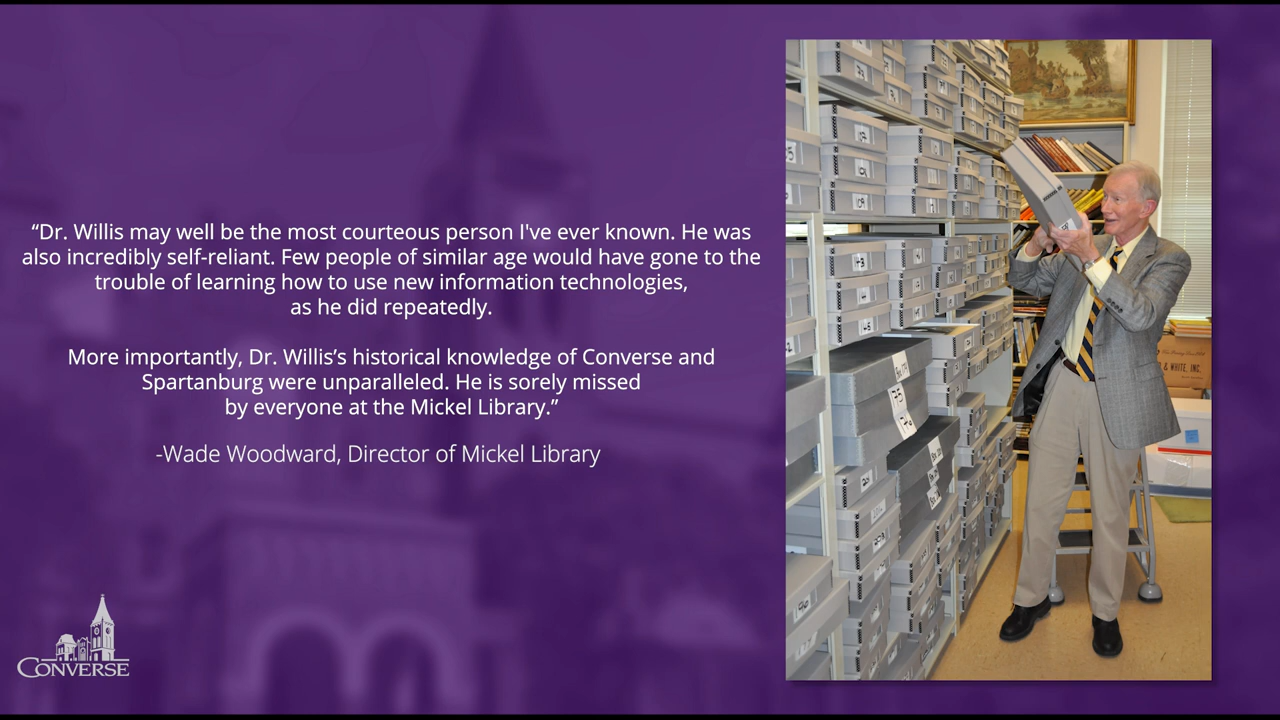 “Dr. Willis may well be the most courteous person I've ever known. He was
also incredibly self-reliant. Few people of similar age would have gone to the
trouble of learning how to use new information technologies,
as he did repeatedly.
More importantly, Dr. Willis’s historical knowledge of Converse and
Spartanburg were unparalleled. He is sorely missed
by everyone at the Mickel Library.”
-Wade Woodward, Director of Mickel Library
CONVERSE
& WHITE, INC.